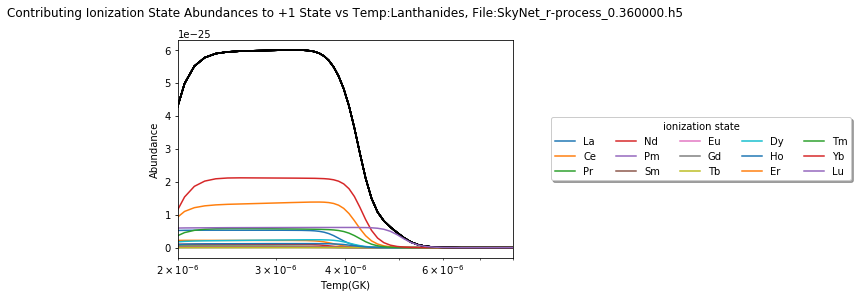 Contributing Ionization State Abundances to +1 State vs Temp:Lanthanides, File:SkyNet_r-process_0.360000.h5
1e−25
6
5
4
3
2
1
0
Abundance
2 × 10⁻⁶
3 × 10⁻⁶
4 × 10⁻⁶
6 × 10⁻⁶
Temp(GK)
ionization state
La Nd Eu Dy Tm
Ce Pm Gd Ho Yb
Pr Sm Tb Er Lu